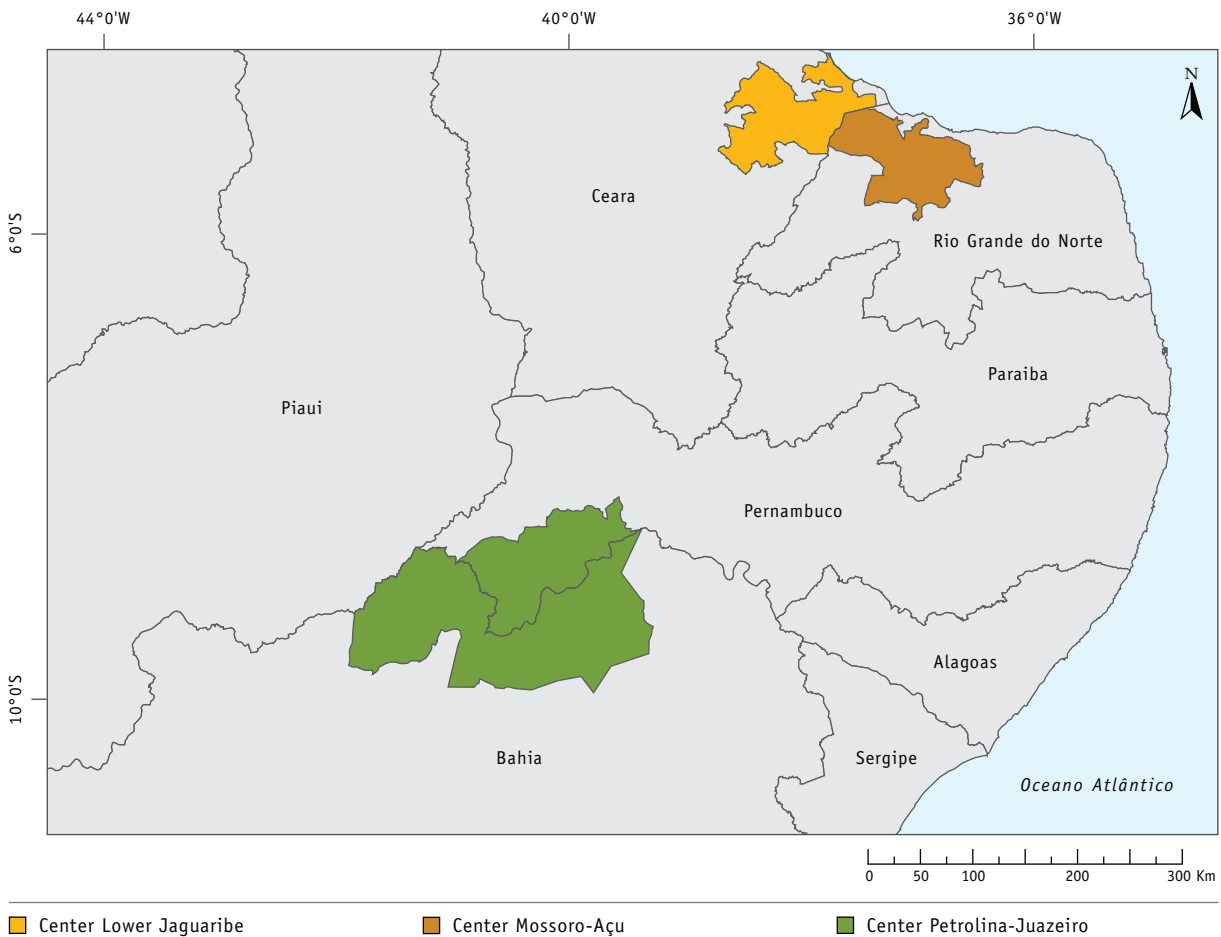 44°0'W 40°0'W 36°0'W
N
Ceara
6°0'S
Rio Grande do Norte
Paraiba
Piaui
Pernambuco
Alagoas
10°0'S
Bahia
Sergipe
Oceano Atlântico
0 50 100 200 300 Km
Center Lower Jaguaribe
Center Mossoro-Açu
Center Petrolina-Juazeiro